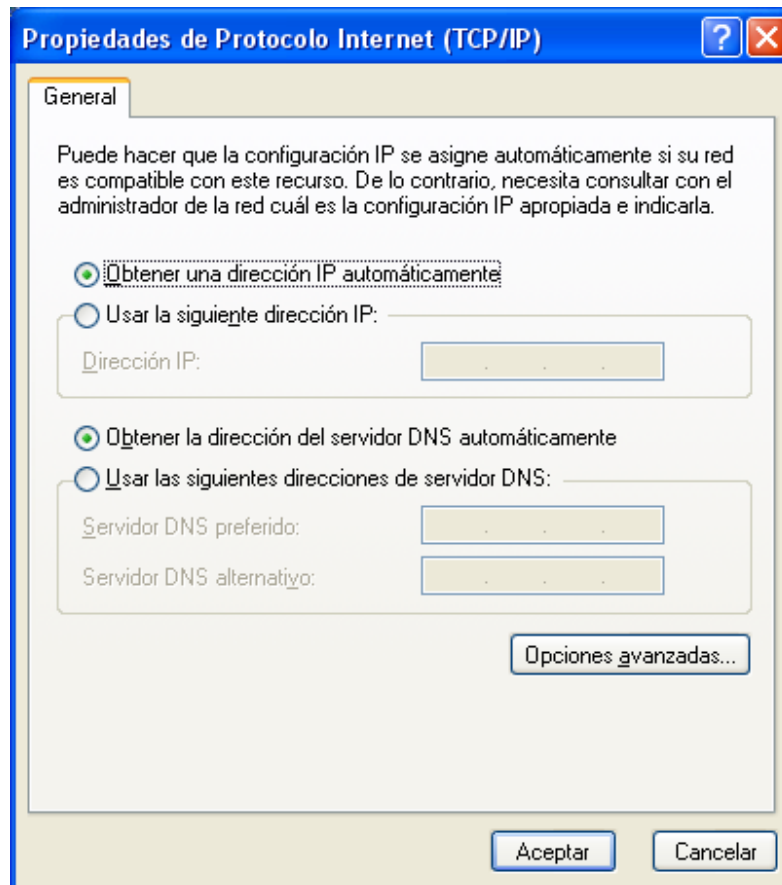 Propiedades de Protocolo Internet (TCP/IP)
General
Puede hacer que la configuración IP se asigne automáticamente si su red
es compatible con este recurso. De lo contrario, necesita consultar con el
administrador de la red cuál es la configuración IP apropiada e indicarla.
Obtener una dirección IP automáticamente
Usar la siguiente dirección IP:
Dirección IP:
Obtener la dirección del servidor DNS automáticamente
Usar las siguientes direcciones de servidor DNS:
Servidor DNS preferido:
Servidor DNS alternativo:
Opciones avanzadas...
Aceptar
Cancelar